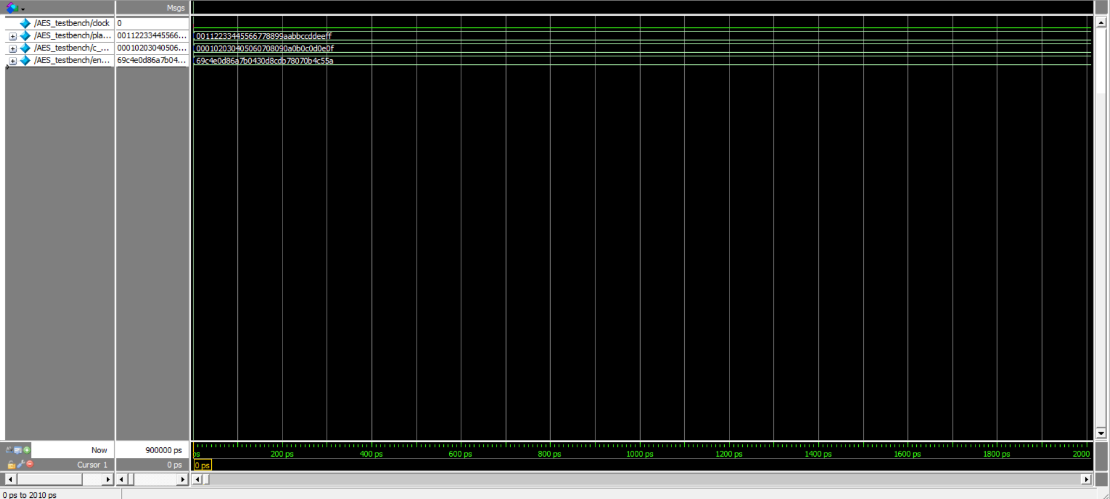 Msgs
/AES_testbench/clock 0
/AES_testbench/pla... 00112233445566... 00112233445566778899aabbccddeeff
/AES_testbench/c_... 00010203040506... 000102030405060708090a0b0c0d0e0f
/AES_testbench/en... 69c4e0d86a7b04... 69c4e0d86a7b0430d8cdb78070b4c55a
Now 900000 ps ps 200 ps 400 ps 600 ps 800 ps 1000 ps 1200 ps 1400 ps 1600 ps 1800 ps 2000
Cursor 1 0 ps 0 ps
0 ps to 2010 ps